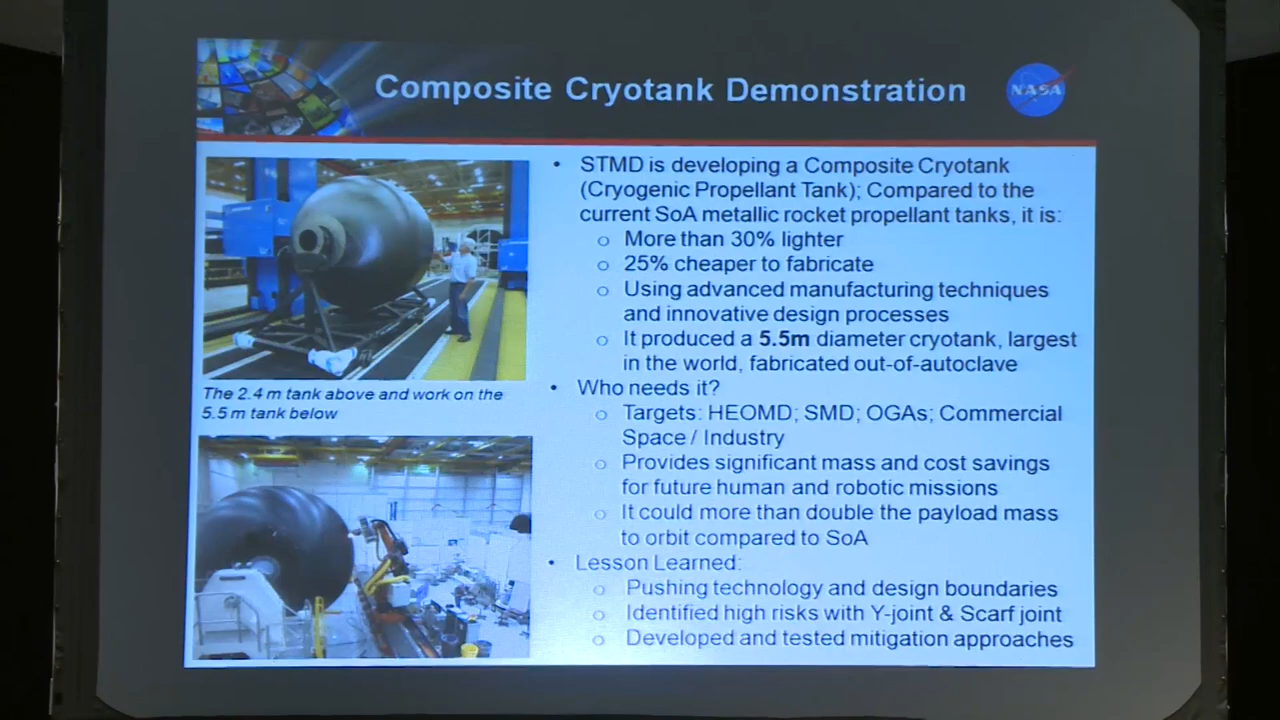 Composite Cryotank Demonstration
NASA
• STMD is developing a Composite Cryotank
(Cryogenic Propellant Tank); Compared to the
current SoA metallic rocket propellant tanks, it is:
o More than 30% lighter
o 25% cheaper to fabricate
o Using advanced manufacturing techniques
and innovative design processes
o It produced a 5.5m diameter cryotank, largest
in the world, fabricated out-of-autoclave
• Who needs it?
o Targets: HEOMD; SMD; OGAs; Commercial
Space / Industry
o Provides significant mass and cost savings
for future human and robotic missions
o It could more than double the payload mass
to orbit compared to SoA
• Lesson Learned:
o Pushing technology and design boundaries
o Identified high risks with Y-joint & Scarf joint
o Developed and tested mitigation approaches
The 2.4 m tank above and work on the
5.5 m tank below